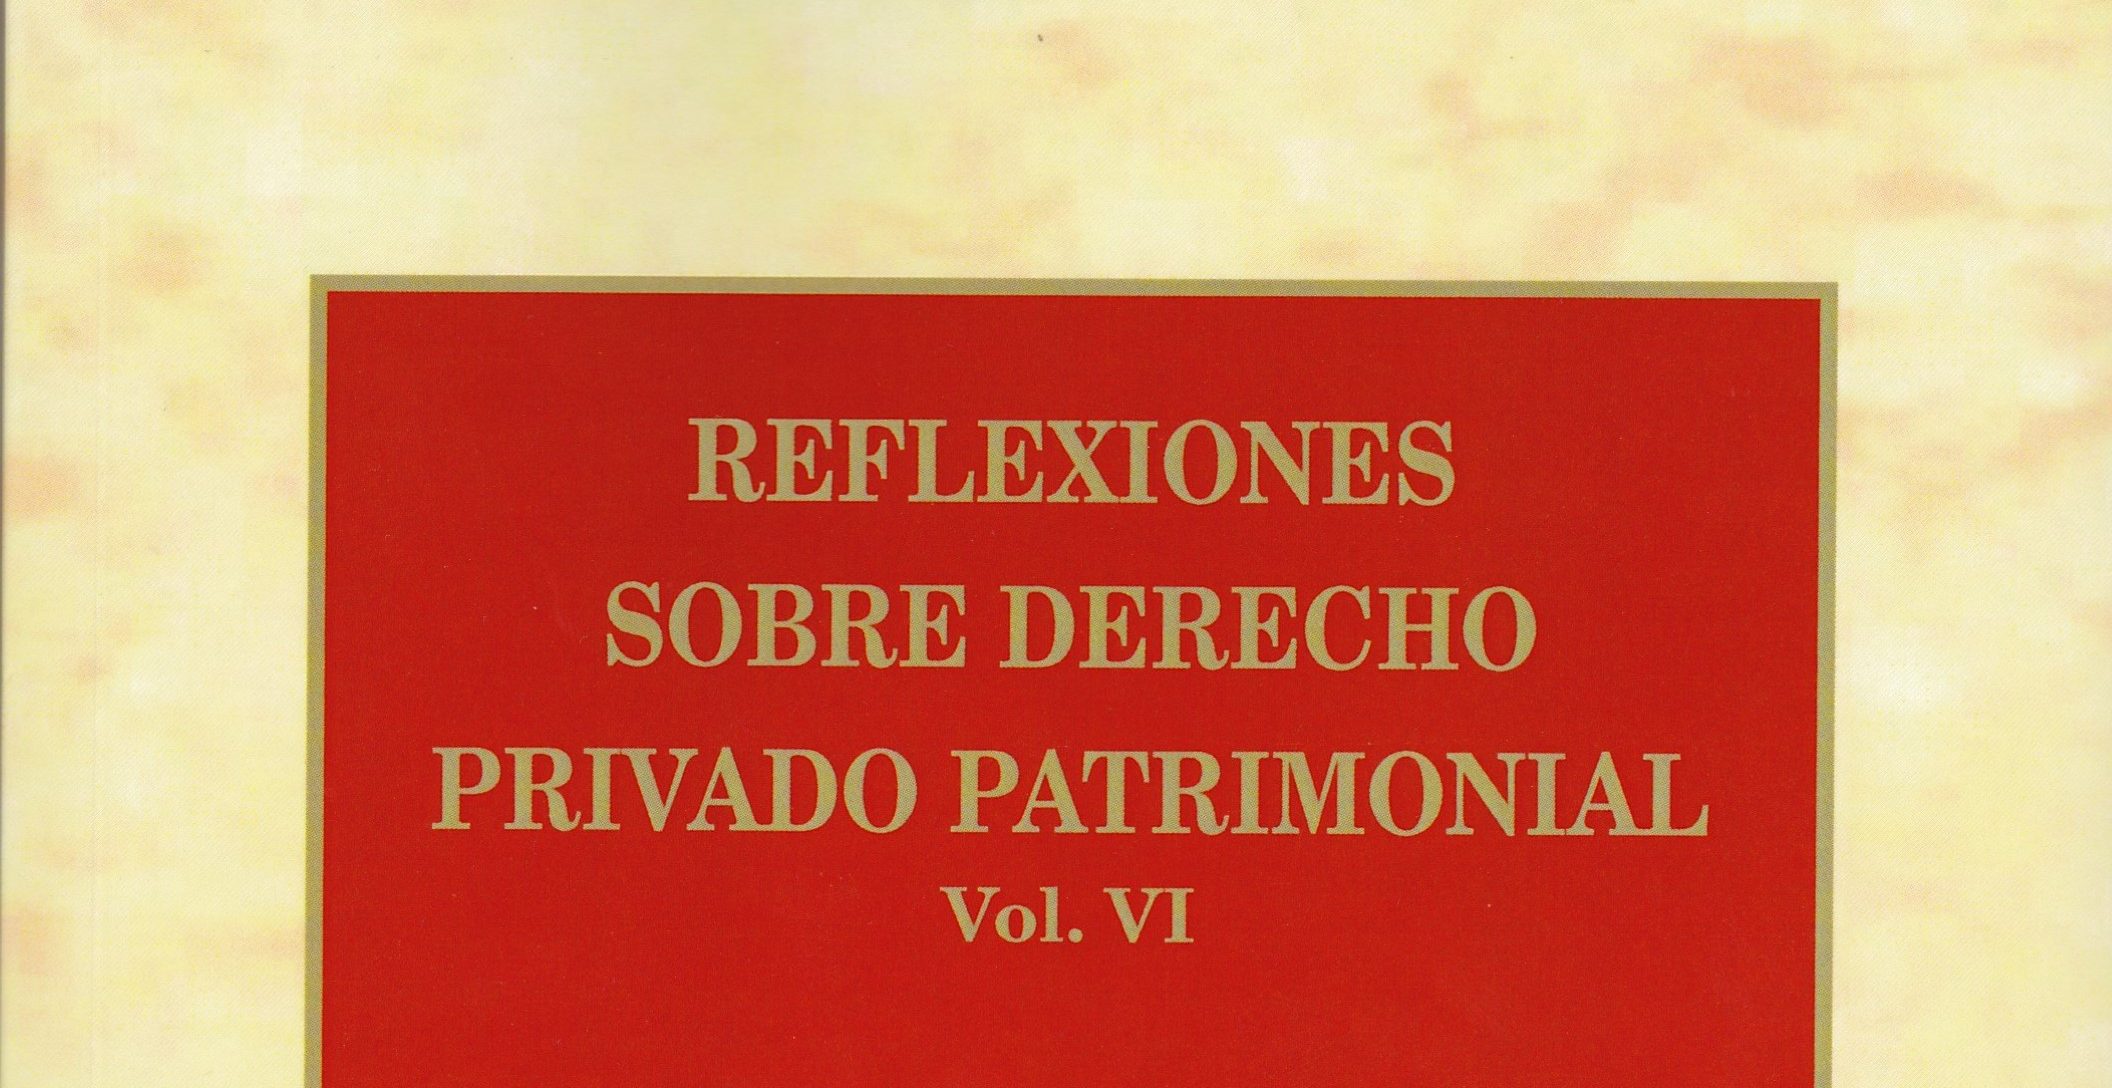 REFLEXIONES
SOBRE DERECHO
PRIVADO PATRIMONIAL
Vol. VI